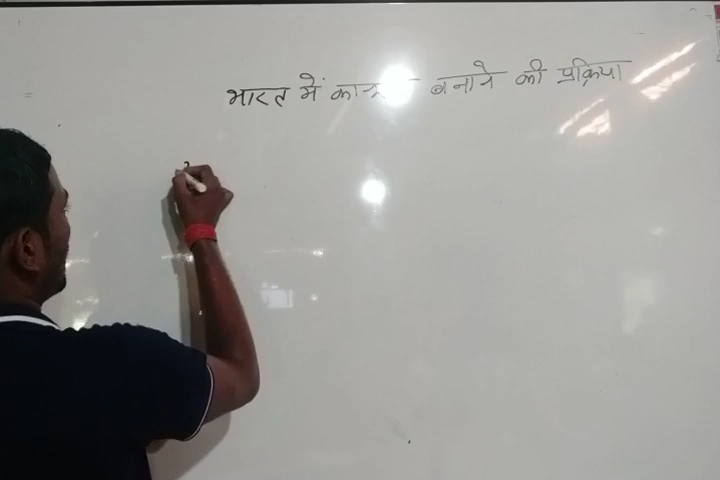 भारत में बनाने की प्रक्रिया